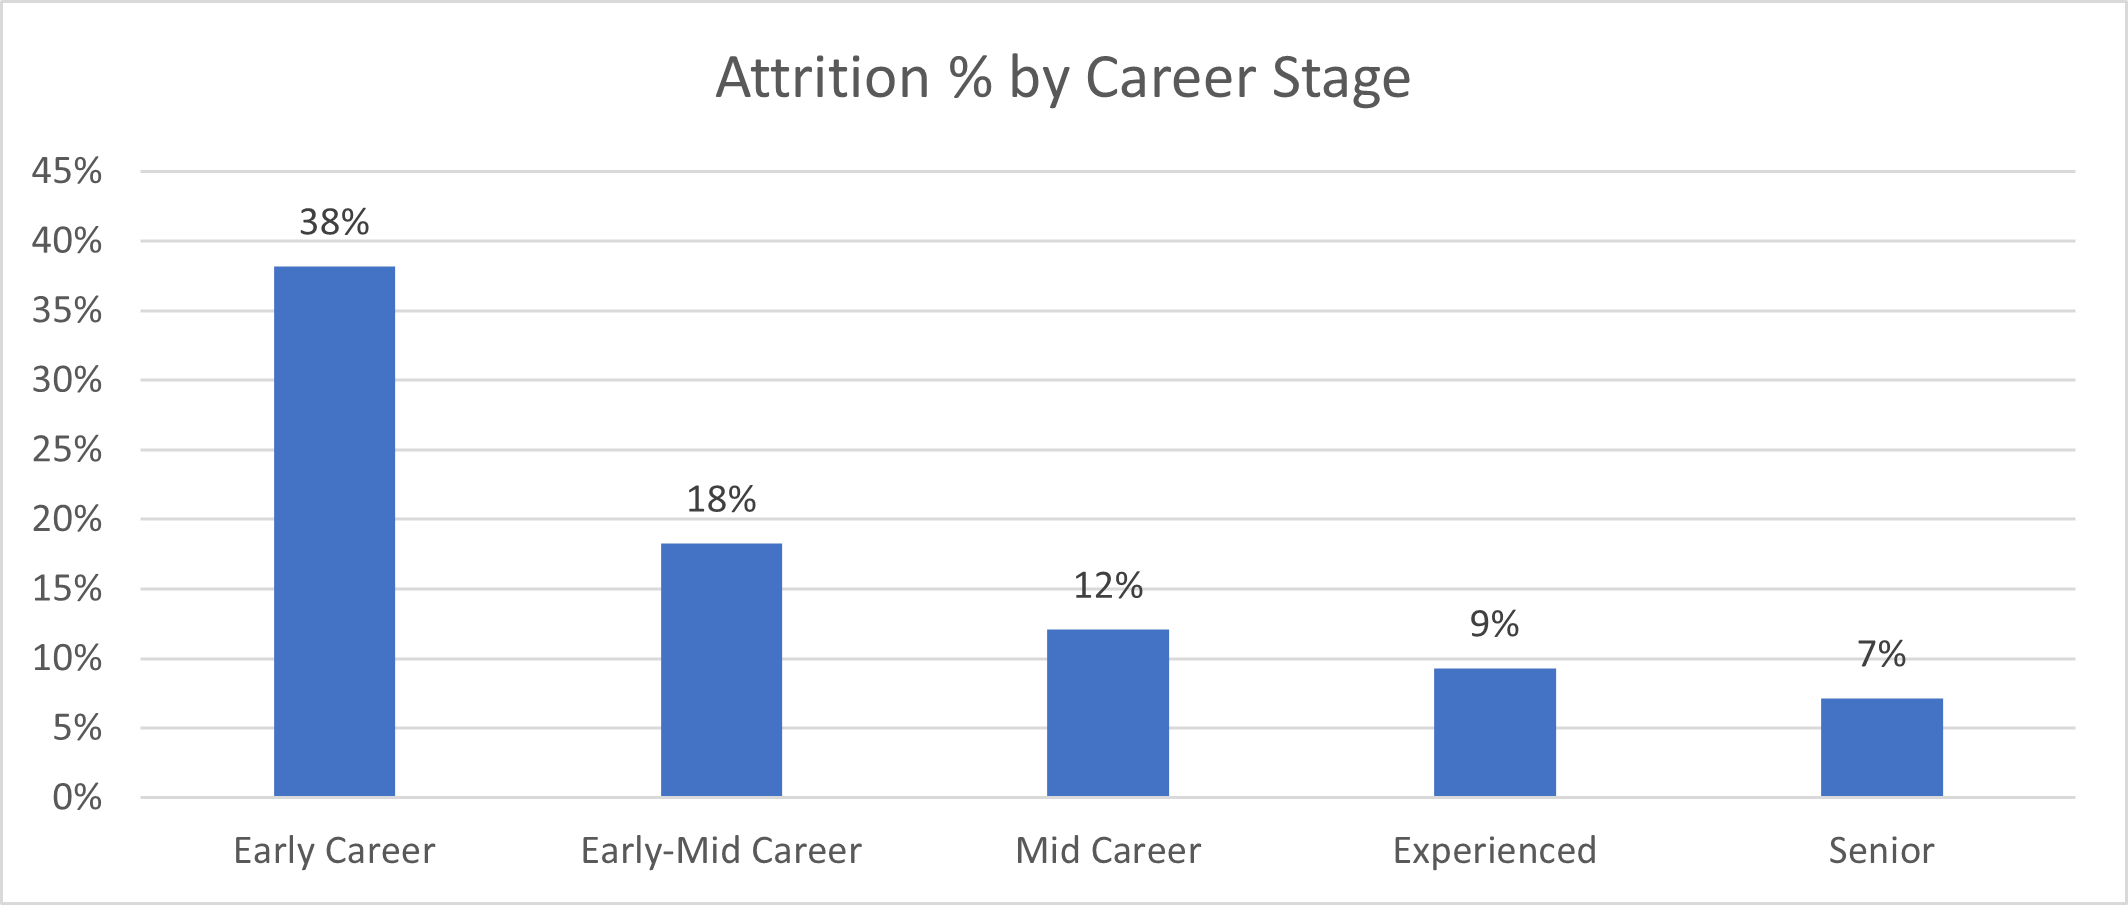 Attrition % by Career Stage
45%
40%
35%
30%
25%
20%
15%
10%
5%
0%
38%
18%
12%
9%
7%
Early Career
Early-Mid Career
Mid Career
Experienced
Senior